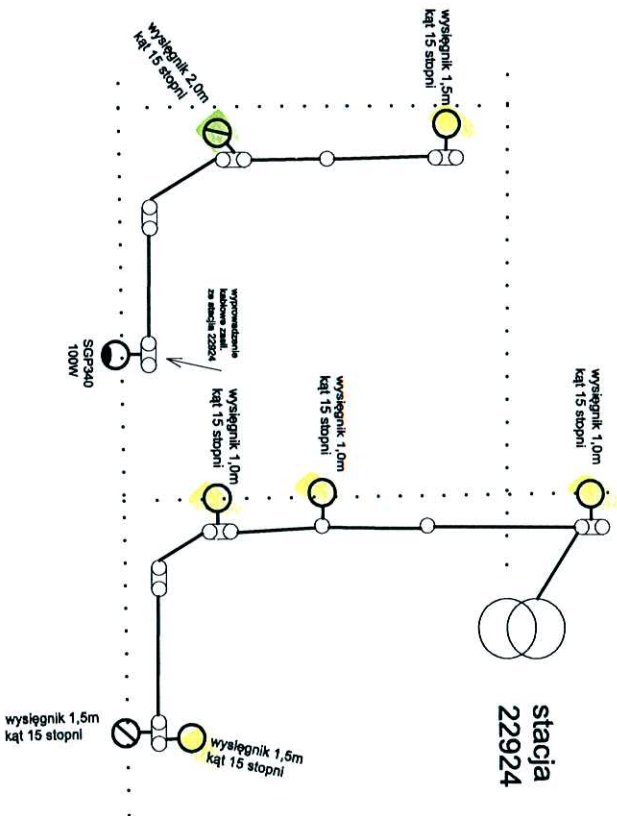 wysięgnik 2,0m
kąt 15 stopni
wysięgnik 1,5m
kąt 15 stopni
wyprowadzenie
kablowe zasil.
ze stacji 22924
SGP340
100W
wysięgnik 1,0m
kąt 15 stopni
wysięgnik 1,0m
kąt 15 stopni
wysięgnik 1,0m
kąt 15 stopni
stacja
22924
wysięgnik 1,5m
kąt 15 stopni
wysięgnik 1,5m
kąt 15 stopni